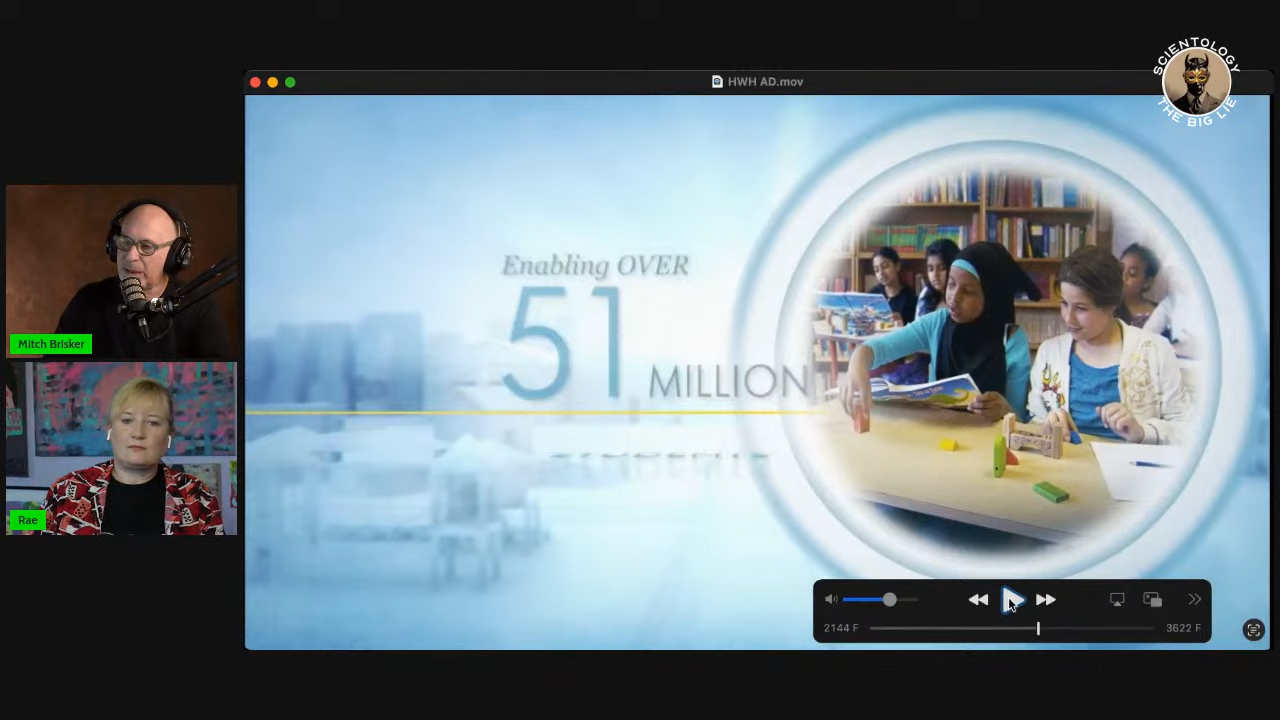 HWH AD.mov
SCIENTOLOGY
THE BIG LIE
Enabling OVER
51 MILLION
Mitch Brisker
Rae
2144 F
3622 F